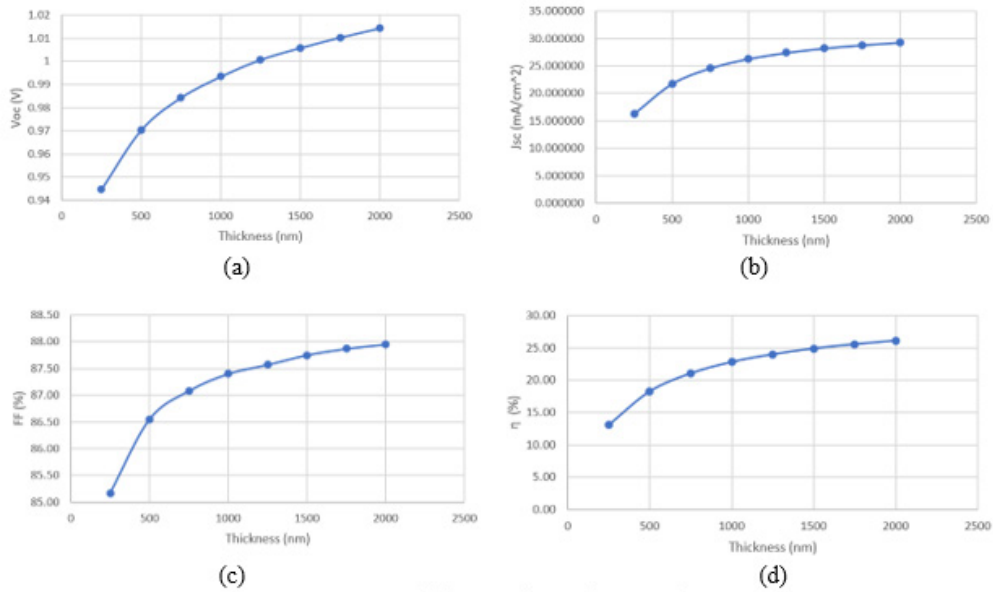 1.02
1.01
1
0.99
0.98
0.97
0.96
0.95
0.94
Voc (V)
0 500 1000 1500 2000 2500
Thickness (nm)
(a)
35.000000
30.000000
25.000000
20.000000
15.000000
10.000000
5.000000
0.000000
Jsc (mA/cm^2)
0 500 1000 1500 2000 2500
Thickness (nm)
(b)
88.50
88.00
87.50
87.00
86.50
86.00
85.50
85.00
FF (%)
0 500 1000 1500 2000 2500
Thickness (nm)
(c)
30.00
25.00
20.00
15.00
10.00
5.00
0.00
η (%)
0 500 1000 1500 2000 2500
Thickness (nm)
(d)